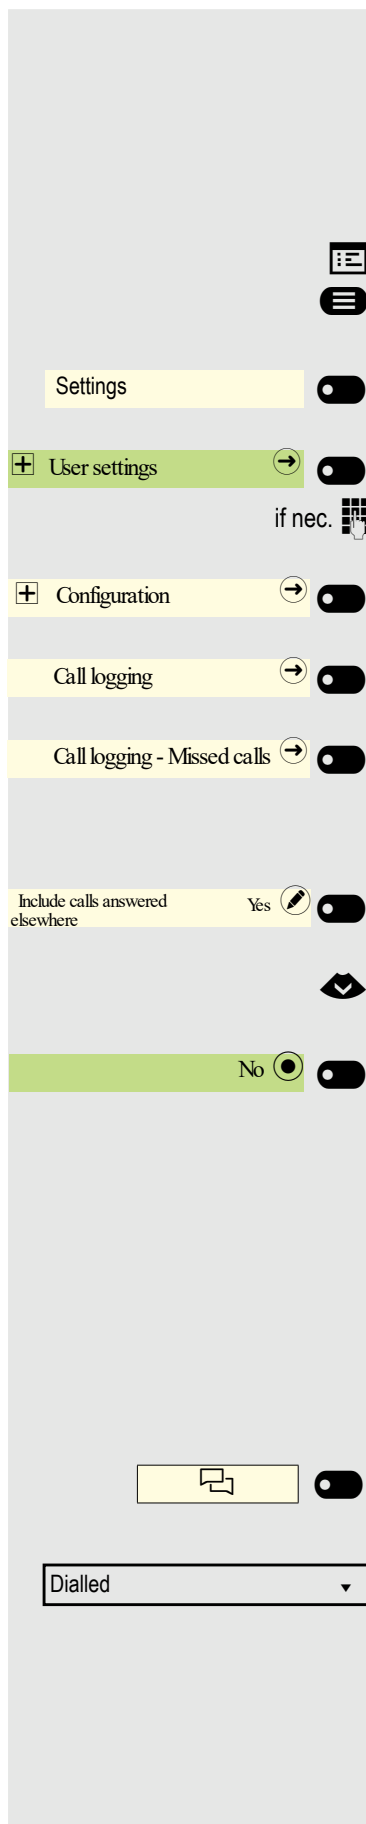 Settings
User settings
if nec.
Configuration
Call logging
Call logging - Missed calls
Include calls answered Yes
elsewhere
No
Dialled